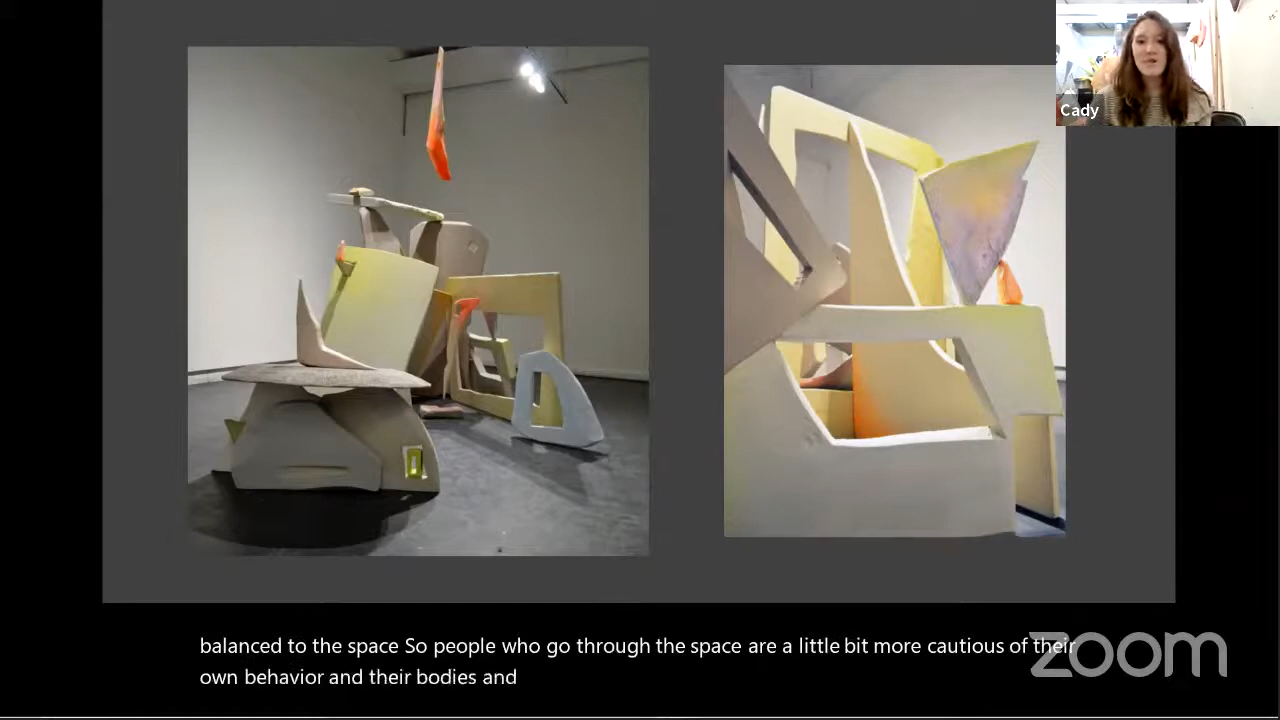 Cady
balanced to the space So people who go through the space are a little bit more cautious of their
own behavior and their bodies and
zoom